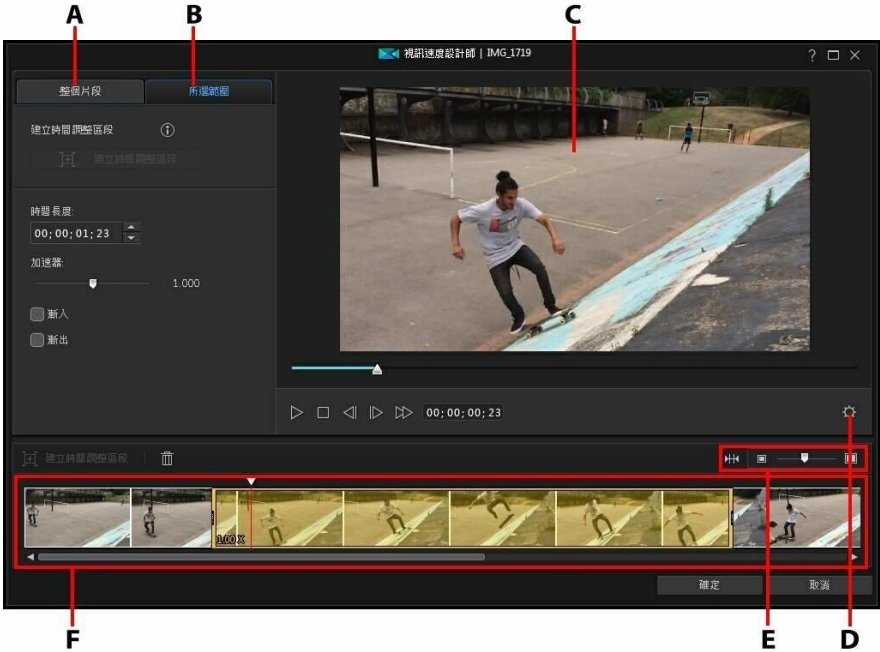 A
B
C
視訊速度設計師 | IMG_1719
?
整個片段
所選範圍
建立時間調整區段
建立時間調整區段
時間長度:
00;00;01;23
加速器:
1.000
漸入
漸出
00;00;00;23
建立時間調整區段
1.00 X
確定
取消
F
E
D